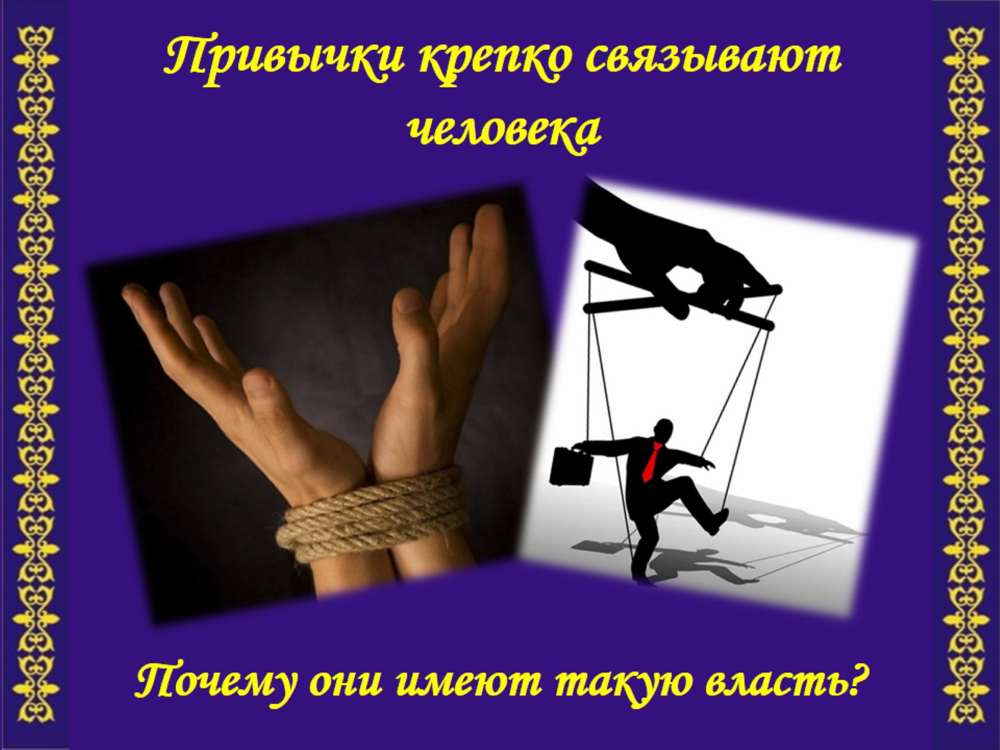 Привычки крепко связывают
человека
Почему они имеют такую власть?